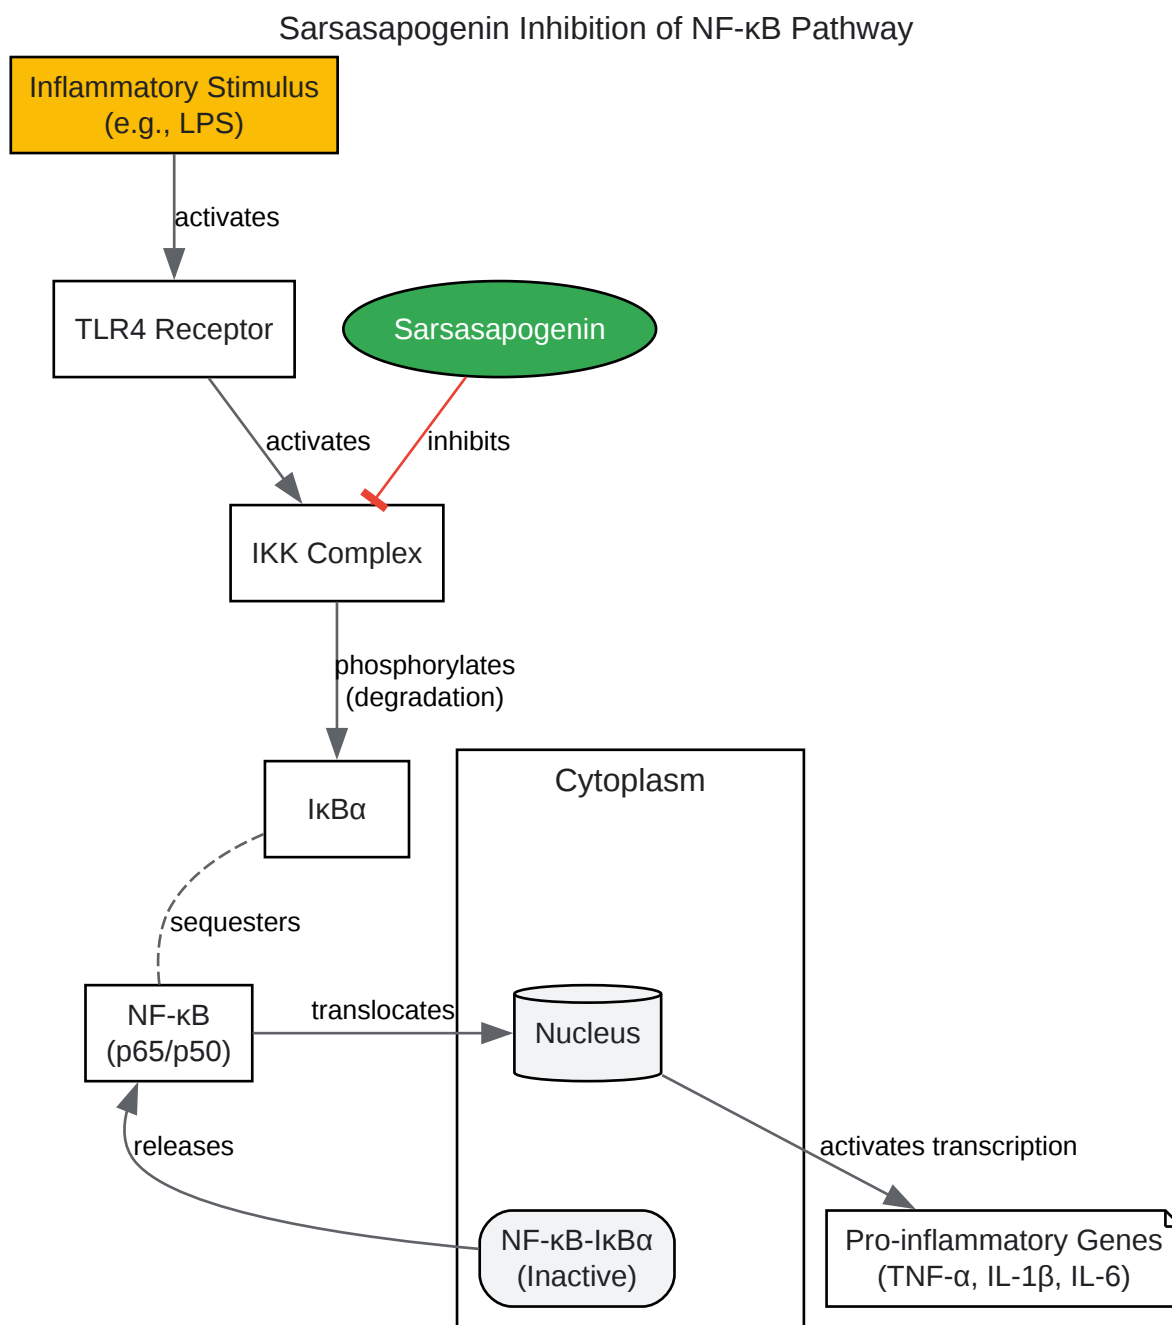 Sarsasapogenin Inhibition of NF-κB Pathway
Inflammatory Stimulus
(e.g., LPS)
activates
TLR4 Receptor
Sarsasapogenin
activates
inhibits
IKK Complex
phosphorylates
(degradation)
Cytoplasm
IκBα
sequesters
NF-κB
(p65/p50)
translocates
Nucleus
releases
activates transcription
NF-κB-IκBα
(Inactive)
Pro-inflammatory Genes
(TNF-α, IL-1β, IL-6)